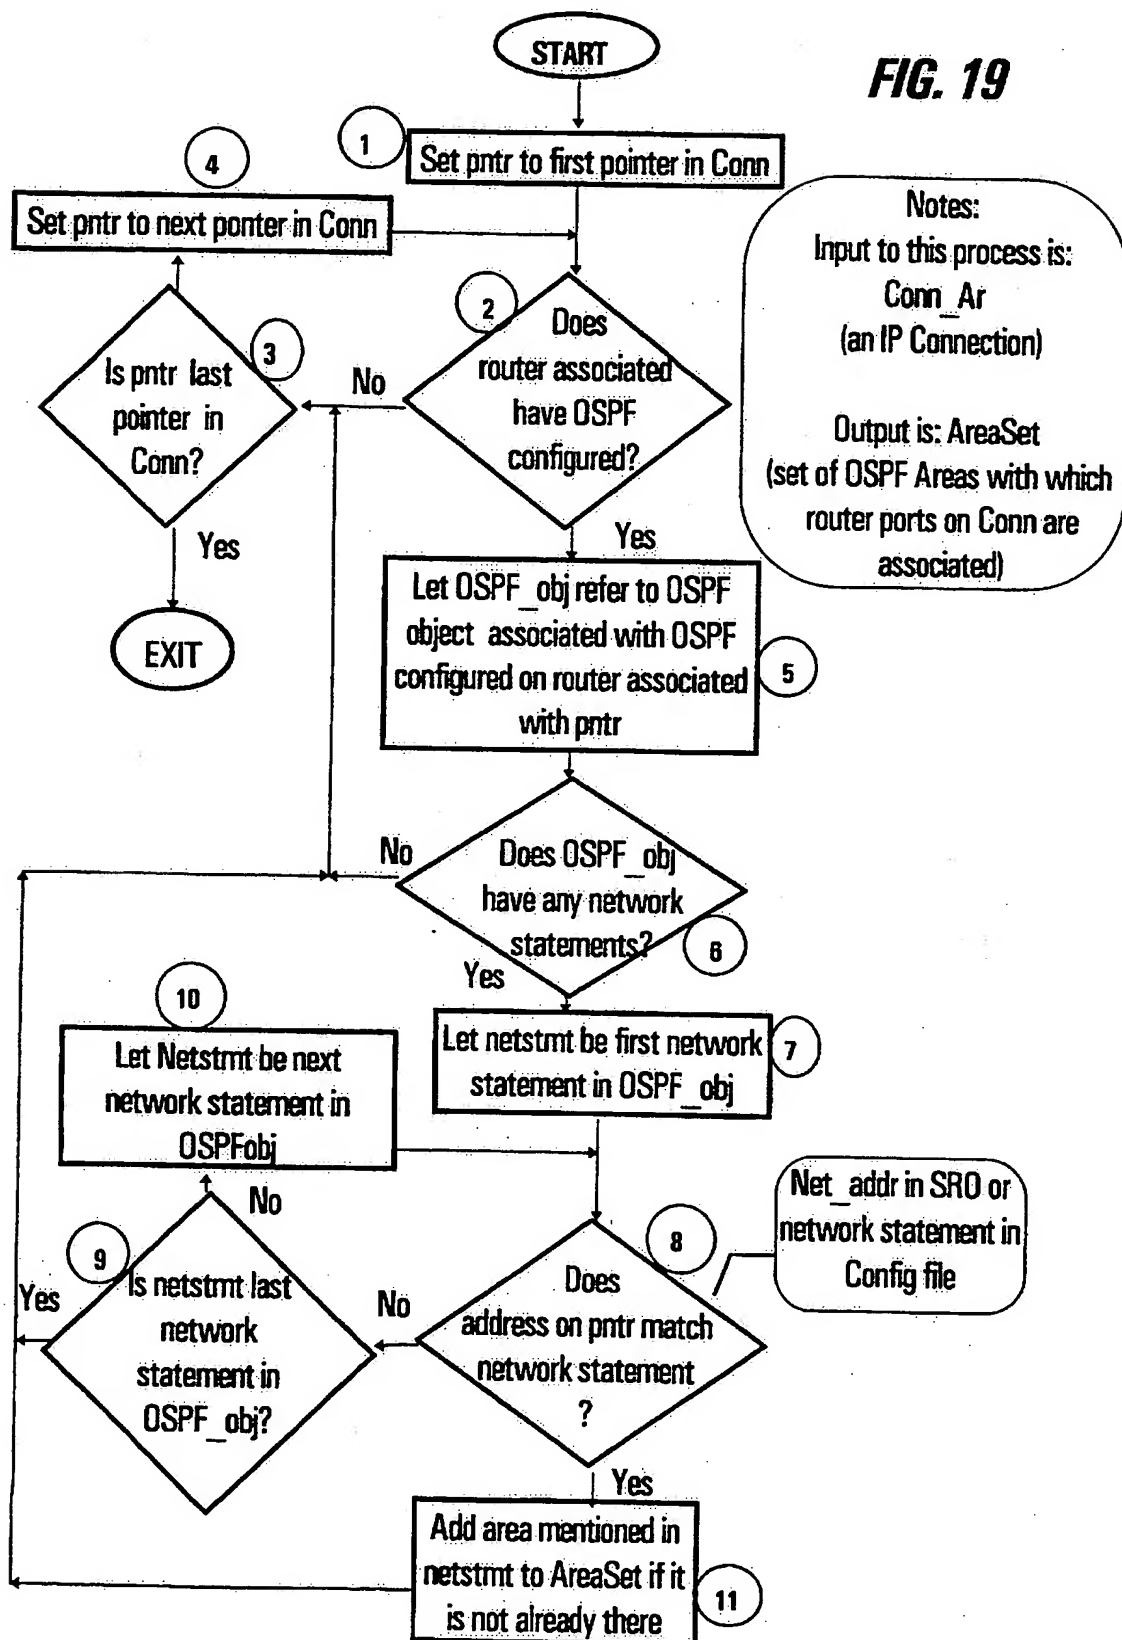 START
FIG. 19
1
Set pntr to first pointer in Conn
4
Set pntr to next ponter in Conn
Notes:
Input to this process is:
Conn_Ar
(an IP Connection)
Output is: AreaSet
(set of OSPF Areas with which
router ports on Conn are
associated)
2
Does
router associated
have OSPF
configured?
No
3
Is pntr last
pointer in
Conn?
Yes
EXIT
Yes
Let OSPF_obj refer to OSPF
object associated with OSPF
configured on router associated
with pntr
5
No
Does OSPF_obj
have any network
statements?
6
Yes
Let netstmt be first network
statement in OSPF_obj
7
10
Let Netstmt be next
network statement in
OSPFobj
No
Net_addr in SRO or
network statement in
Config file
8
Does
address on pntr match
network statement
?
No
9
Is netstmt last
network
statement in
OSPF_obj?
Yes
Yes
Add area mentioned in
netstmt to AreaSet if it
is not already there
11